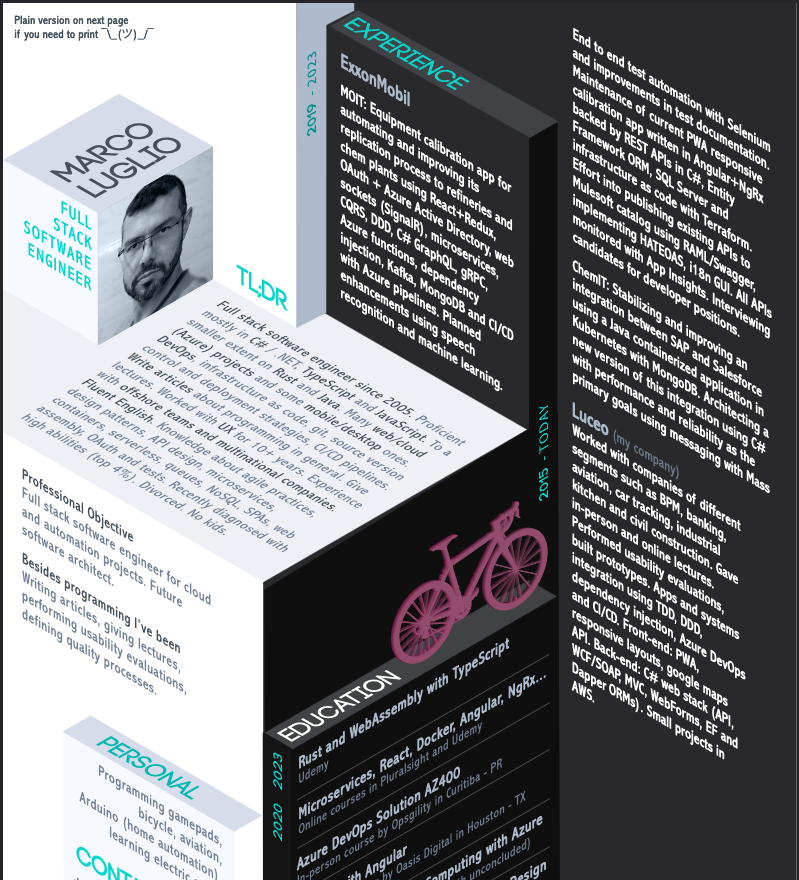 Plain version on next page
if you need to print ¯\_(ツ)_/¯
MARCO
LUGLIO
FULL
STACK
SOFTWARE
ENGINEER
TL;DR
Full stack software engineer since 2005. Proficient
mostly in C# / .NET, TypeScript and JavaScript. To a
smaller extent to Rust and Java. Many web/cloud
(Azure) projects and some mobile/desktop ones.
DevOps, infrastructure as code, git, source version
control and deployment strategies, CI/CD pipelines.
Write articles about programming in general. Give
lectures. Worked with UX for 10+ years. Experience
with offshore teams and multinational companies.
Fluent English. Knowledge about agile practices,
design patterns, API design, microservices,
containers, serverless, queues, NoSQL, SPAs, web
assembly, OAuth and tests. Recently diagnosed with
high abilities (top 4%). Divorced. No kids.
Professional Objective
Full stack software engineer for cloud
and automation projects. Future
software architect.
Besides programming I've been
Writing articles, giving lectures,
performing usability evaluations,
defining quality processes.
PERSONAL
Programming gamepads,
bicycle, aviation,
Arduino (home automation)
learning electric
EXPERIENCE
2019 - 2023
ExxonMobil
MOIT: Equipment calibration app for
automating and improving its
replication process to refineries and
chem plants using React+Redux,
OAuth + Azure Active Directory, web
sockets (SignalR), microservices,
CQRS, DDD, C# GraphQL, gRPC,
Azure functions, dependency
injection, Kafka, MongoDB and CI/CD
with Azure pipelines. Planned
enhancements using speech
recognition and machine learning.
End to end test automation with Selenium
and improvements in test documentation.
Maintenance of current PWA responsive
calibration app written in Angular+NgRx
backed by REST APIs in C#, Entity
Framework ORM, SQL Server and
infrastructure as code with Terraform.
Effort into publishing existing APIs to
Mulesoft catalog using RAML/Swagger,
implementing HATEOAS, i18n GUI. All APIs
monitored with App Insights. Interviewing
candidates for developer positions.
ChemIT: Stabilizing and improving an
integration between SAP and Salesforce
using a Java containerized application in
Kubernetes with MongoDB. Architecting a
new version of this integration using C#
with performance and reliability as the
primary goals using messaging with Mass
2015 - TODAY
Luceo (my company)
Worked with companies of different
segments such as BPM, banking,
aviation, car tracking, industrial
kitchen and civil construction. Gave
in-person and online lectures.
Performed usability evaluations,
built prototypes. Apps and systems
integration using TDD, DDD,
dependency injection, Azure DevOps
and CI/CD. Front-end: PWA,
responsive layouts, google maps
API. Back-end: C# web stack (API,
WCF/SOAP MVC, WebForms, EF and
Dapper ORMs). Small projects in
AWS.
EDUCATION
2023
Rust and WebAssembly with TypeScript
Udemy
2020
Microservices, React, Docker, Angular, NgRx...
Online courses in Pluralsight and Udemy
Azure DevOps Solution AZ400
In-person course by Opsgility in Curitiba - PR
with Angular
by Oasis Digital in Houston - TX
Computing with Azure
unconcluded)
Design